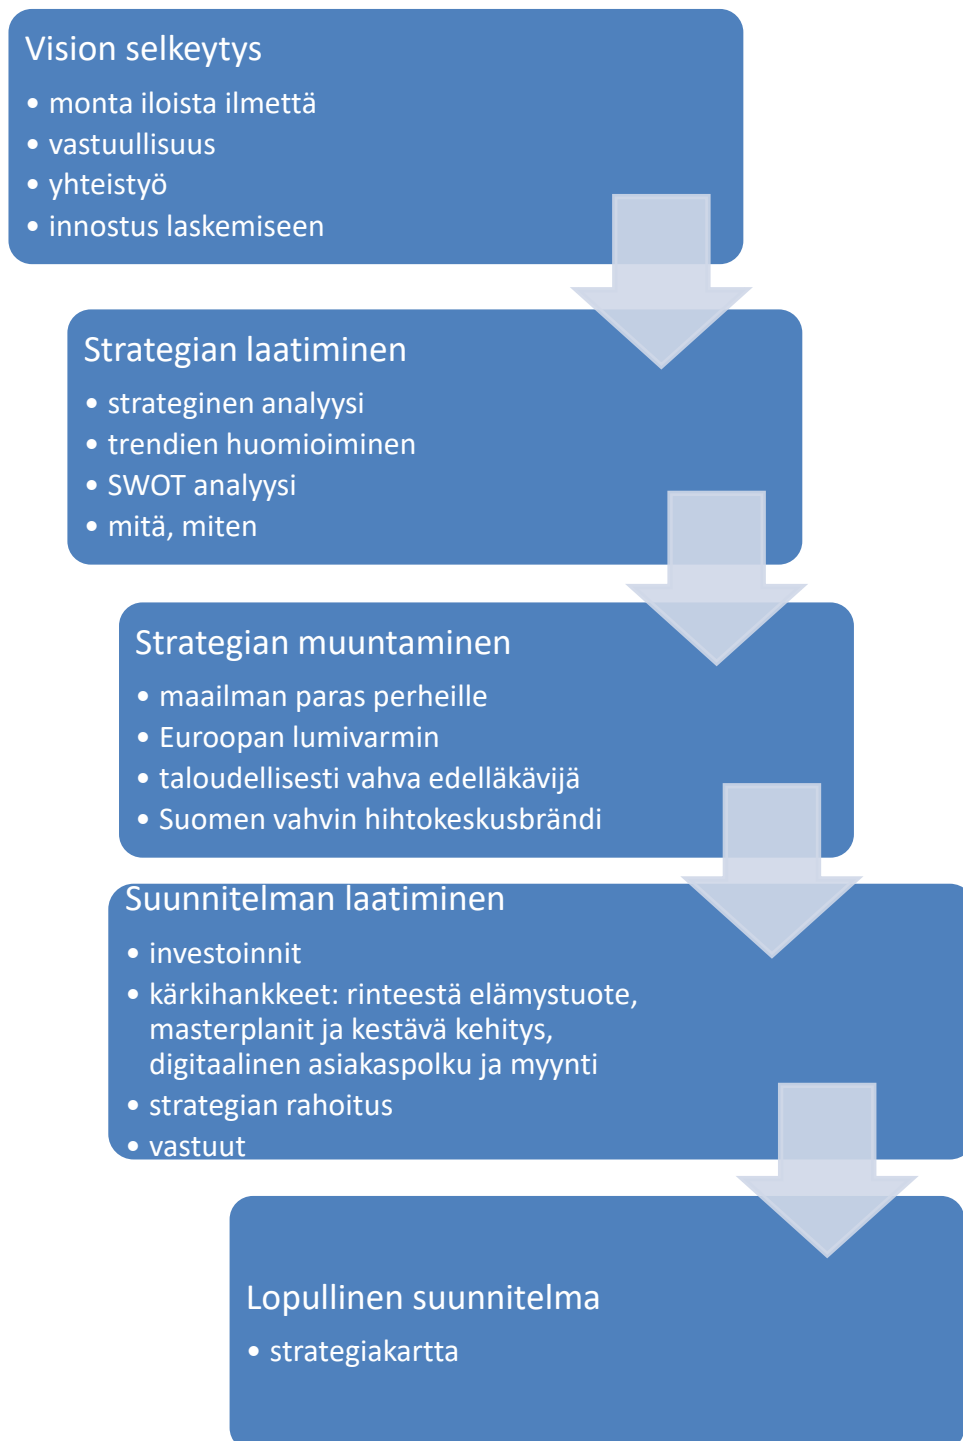 Vision selkeytys
• monta iloista ilmettä
• vastuullisuus
• yhteistyö
• innostus laskemiseen
Strategian laatiminen
• strateginen analyysi
• trendien huomioiminen
• SWOT analyysi
• mitä, miten
Strategian muuntaminen
• maailman paras perheille
• Euroopan lumivarmin
• taloudellisesti vahva edelläkävijä
• Suomen vahvin hihtokeskusbrändi
Suunnitelman laatiminen
• investoinnit
• kärkihankkeet: rinteestä elämystuote,
masterplanit ja kestävä kehitys,
digitaalinen asiakaspolku ja myynti
• strategian rahoitus
• vastuut
Lopullinen suunnitelma
• strategiakartta